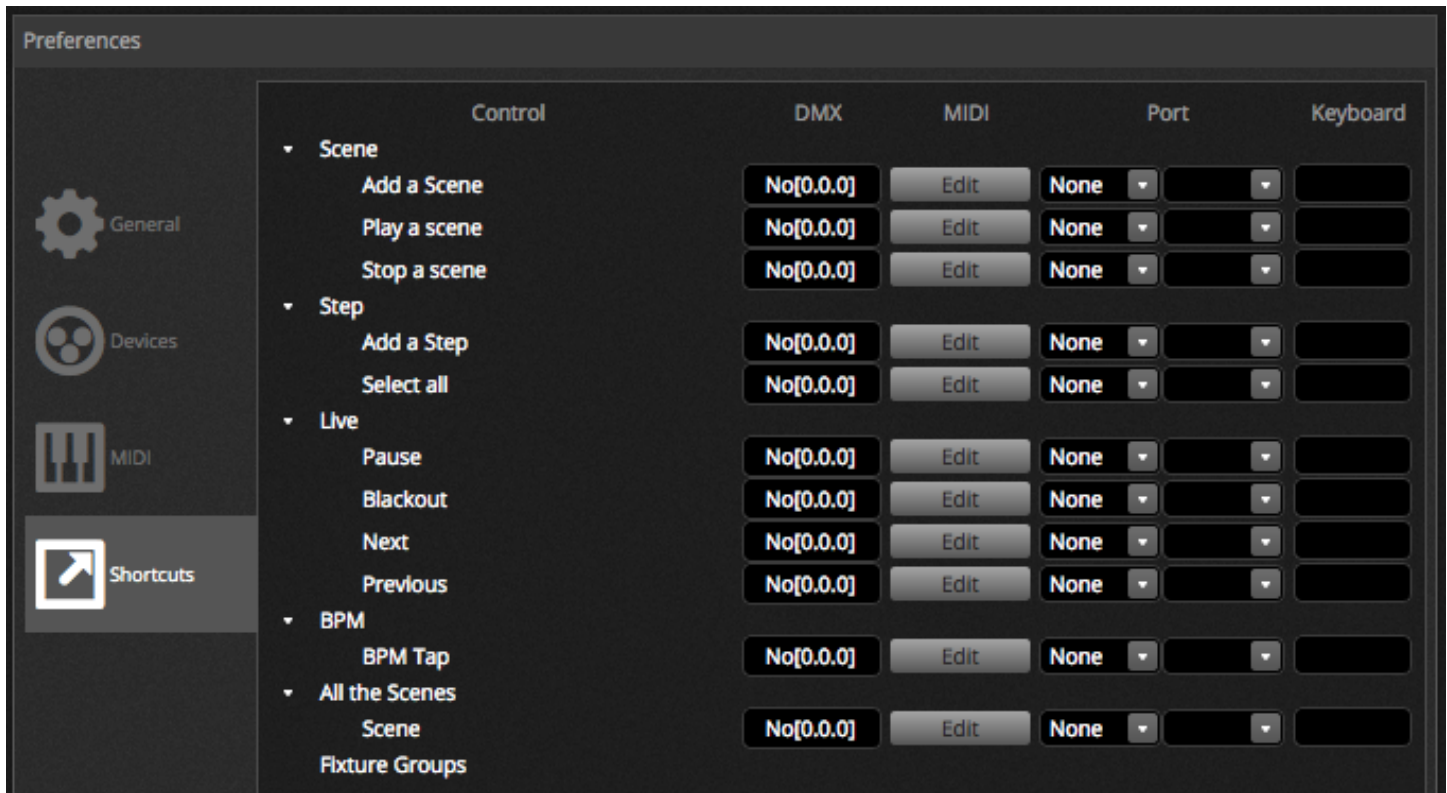 Preferences
Control DMX MIDI Port Keyboard
Scene
Add a Scene No[0.0.0] Edit None
General
Play a scene No[0.0.0] Edit None
Stop a scene No[0.0.0] Edit None
Step
Devices
Add a Step No[0.0.0] Edit None
Select all No[0.0.0] Edit None
Live
MIDI
Pause No[0.0.0] Edit None
Blackout No[0.0.0] Edit None
Next No[0.0.0] Edit None
Shortcuts
Previous No[0.0.0] Edit None
BPM
BPM Tap No[0.0.0] Edit None
All the Scenes
Scene No[0.0.0] Edit None
Fixture Groups